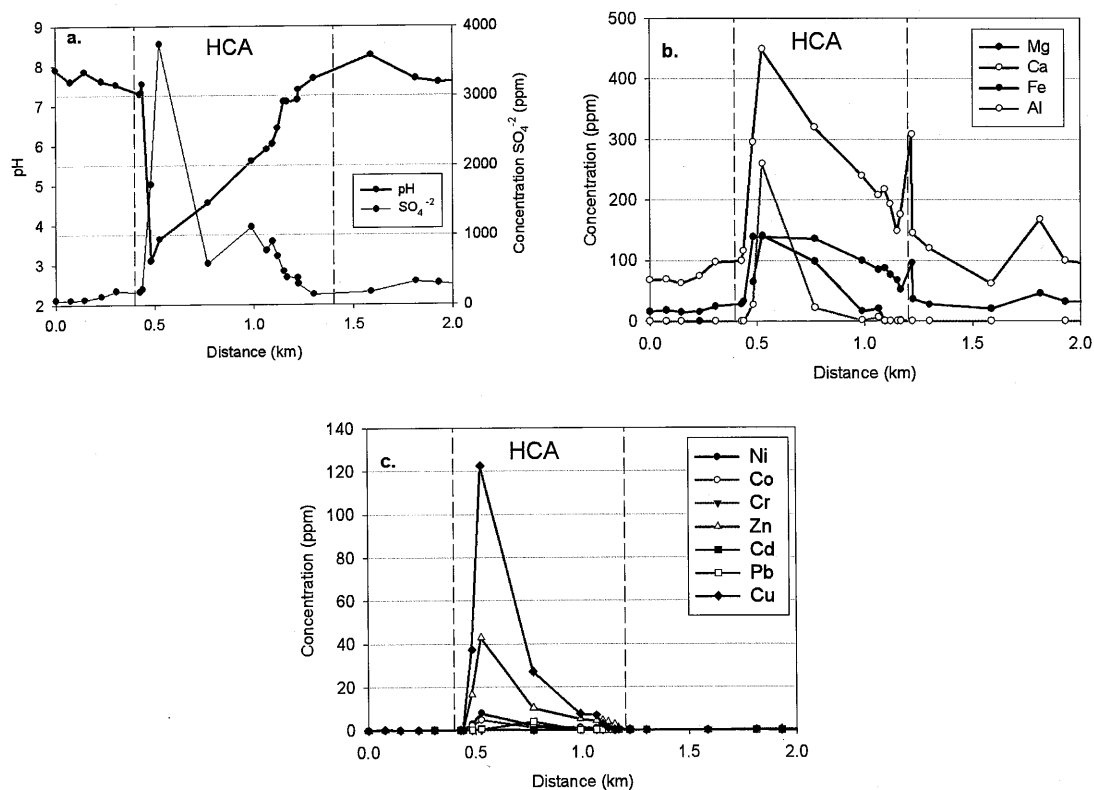 a.
HCA
9
8
7
6
5
4
3
2
pH
4000
3000
2000
1000
0
Concentration SO₄⁻² (ppm)
pH
SO₄⁻²
0.0 0.5 1.0 1.5 2.0
Distance (km)
b.
HCA
500
400
300
200
100
0
Concentration (ppm)
Mg
Ca
Fe
Al
0.0 0.5 1.0 1.5 2.0
Distance (km)
c.
HCA
140
120
100
80
60
40
20
0
Concentration (ppm)
Ni
Co
Cr
Zn
Cd
Pb
Cu
0.0 0.5 1.0 1.5 2.0
Distance (km)